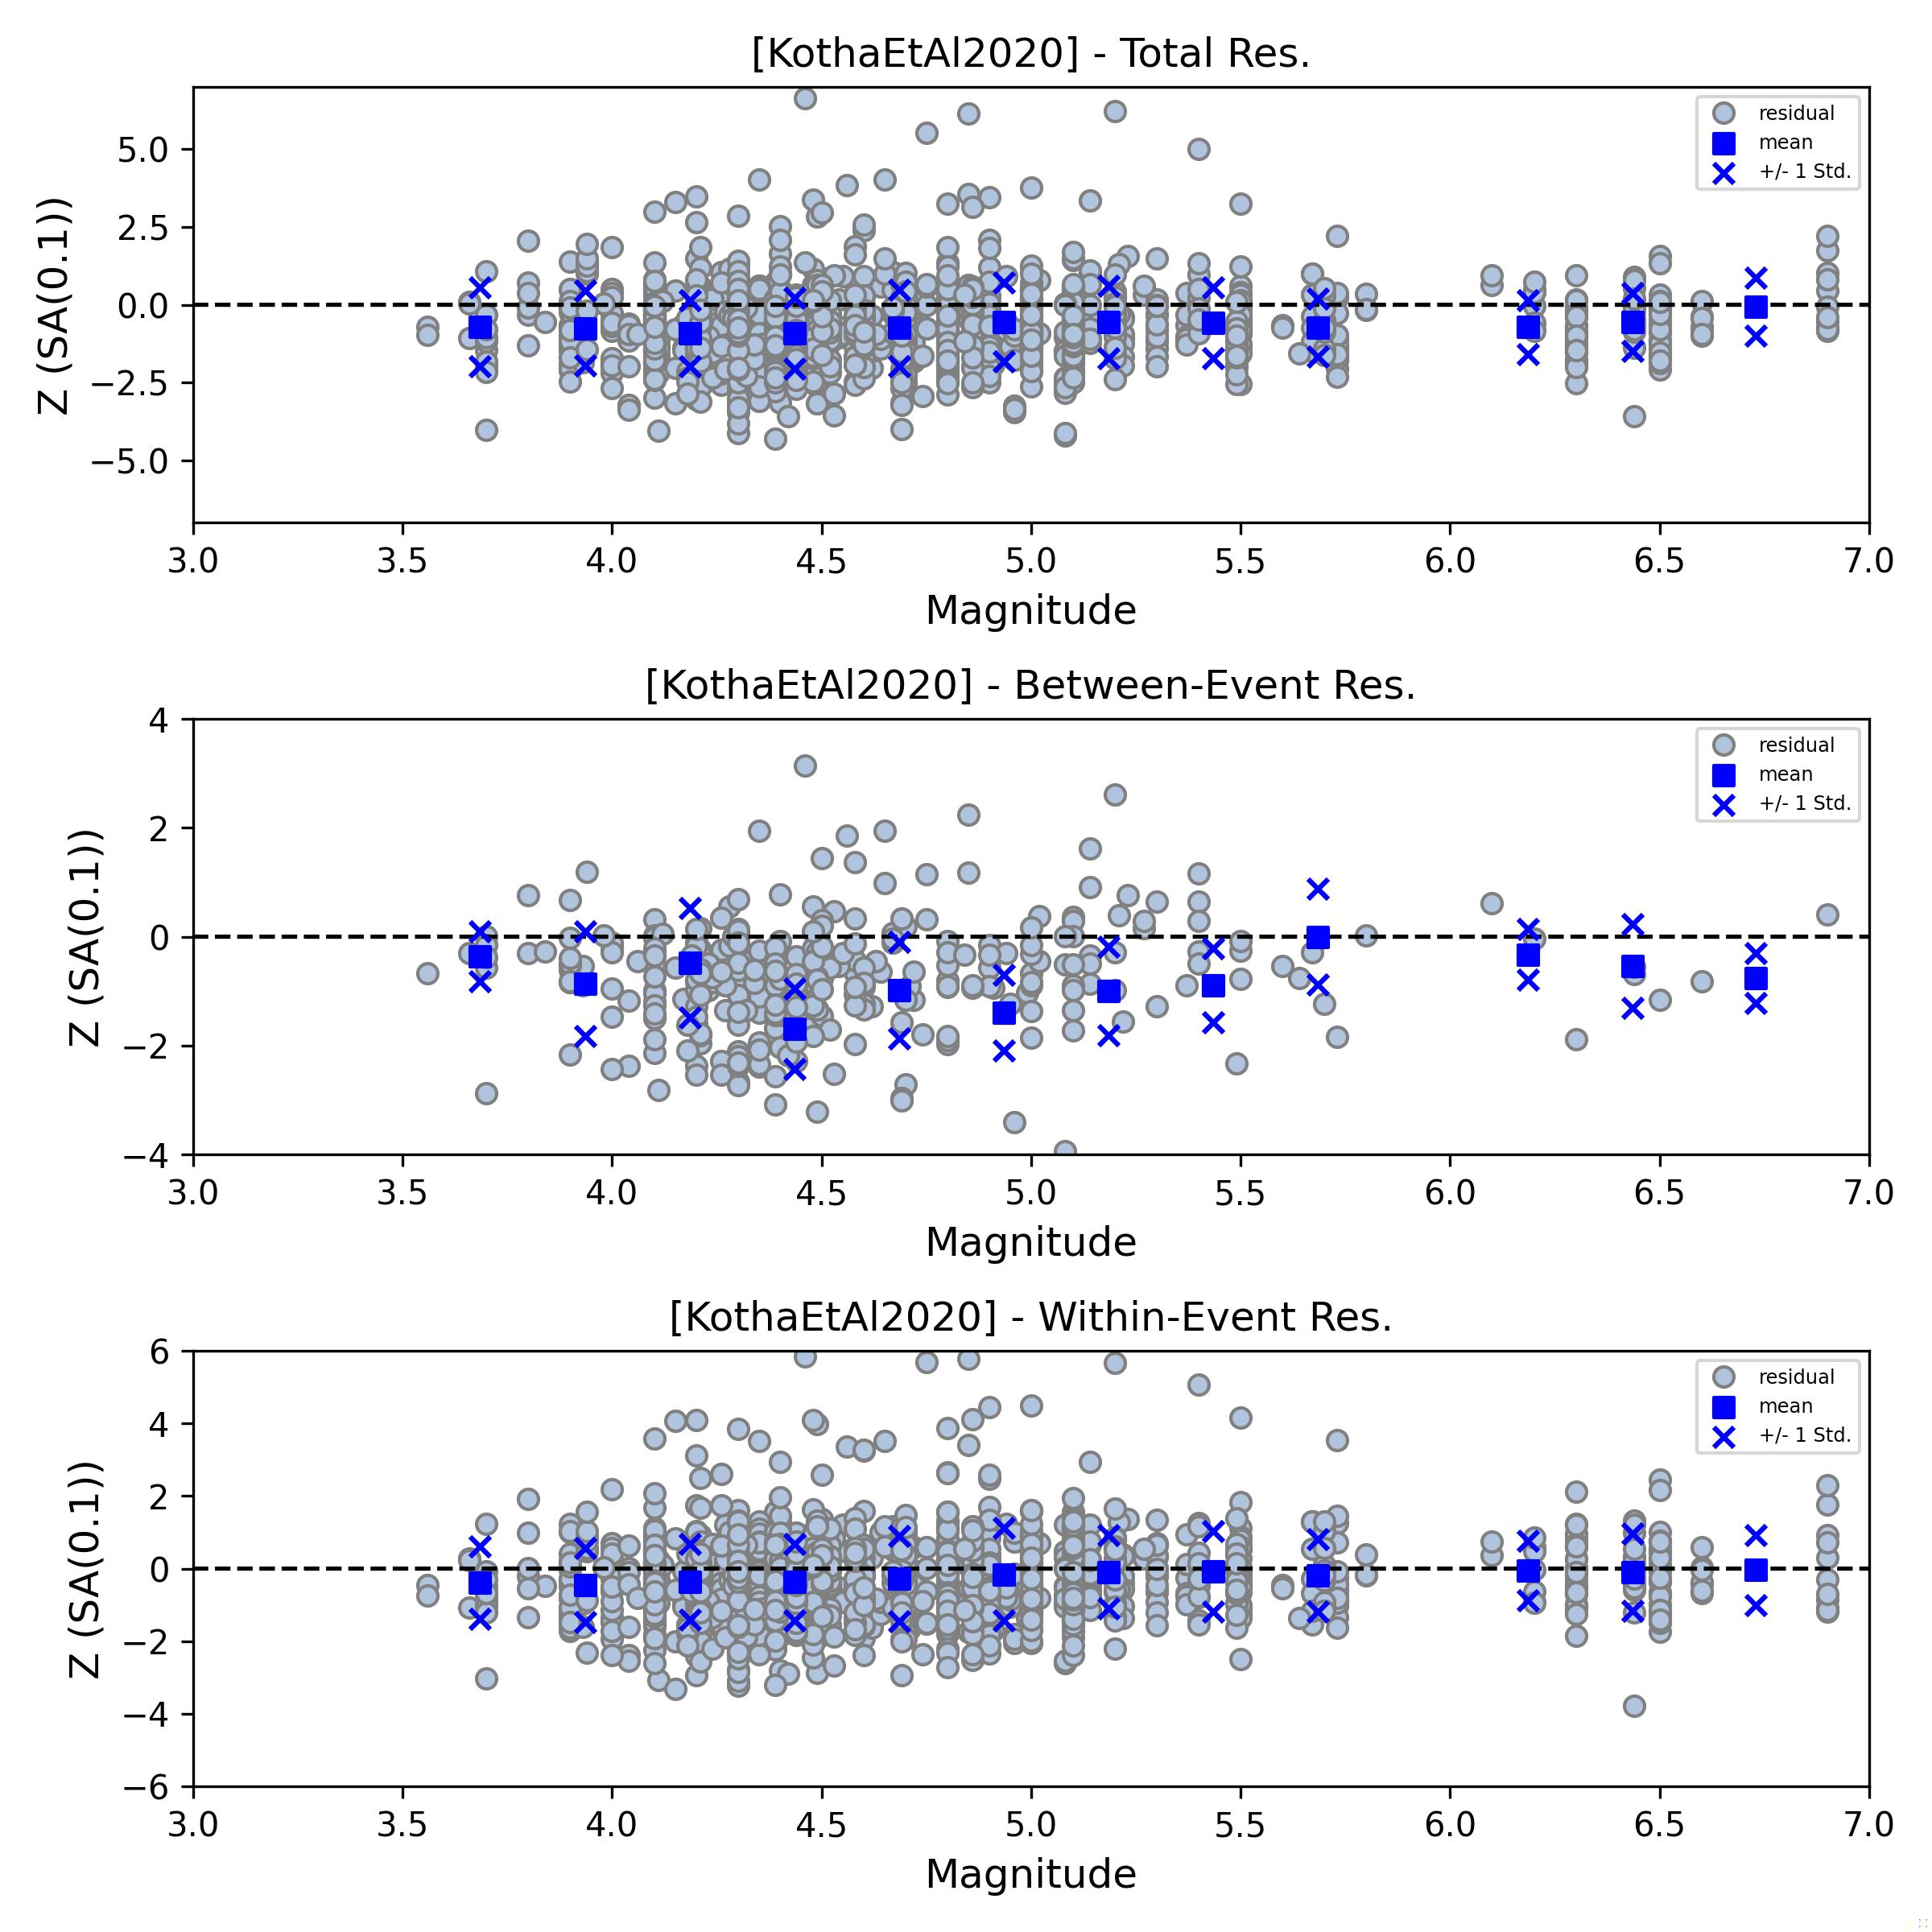 [KothaEtAl2020] - Total Res.
residual
mean
+/- 1 Std.
Z (SA(0.1))
5.0
2.5
0.0
−2.5
−5.0
3.0 3.5 4.0 4.5 5.0 5.5 6.0 6.5 7.0
Magnitude
[KothaEtAl2020] - Between-Event Res.
residual
mean
+/- 1 Std.
Z (SA(0.1))
4
2
0
−2
−4
3.0 3.5 4.0 4.5 5.0 5.5 6.0 6.5 7.0
Magnitude
[KothaEtAl2020] - Within-Event Res.
residual
mean
+/- 1 Std.
Z (SA(0.1))
6
4
2
0
−2
−4
−6
3.0 3.5 4.0 4.5 5.0 5.5 6.0 6.5 7.0
Magnitude